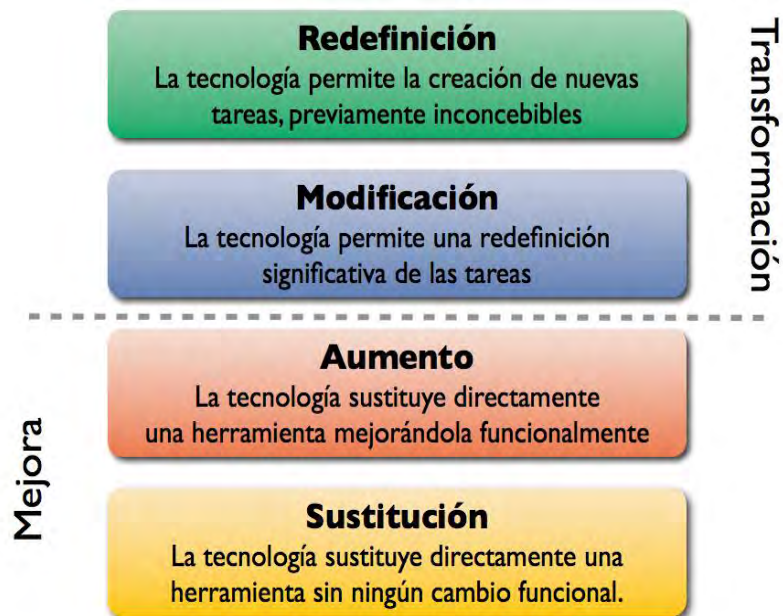 Redefinición
La tecnología permite la creación de nuevas
tareas, previamente inconcebibles
Modificación
La tecnología permite una redefinición
significativa de las tareas
Transformación
Aumento
La tecnología sustituye directamente
una herramienta mejorándola funcionalmente
Sustitución
La tecnología sustituye directamente una
herramienta sin ningún cambio funcional.
Mejora